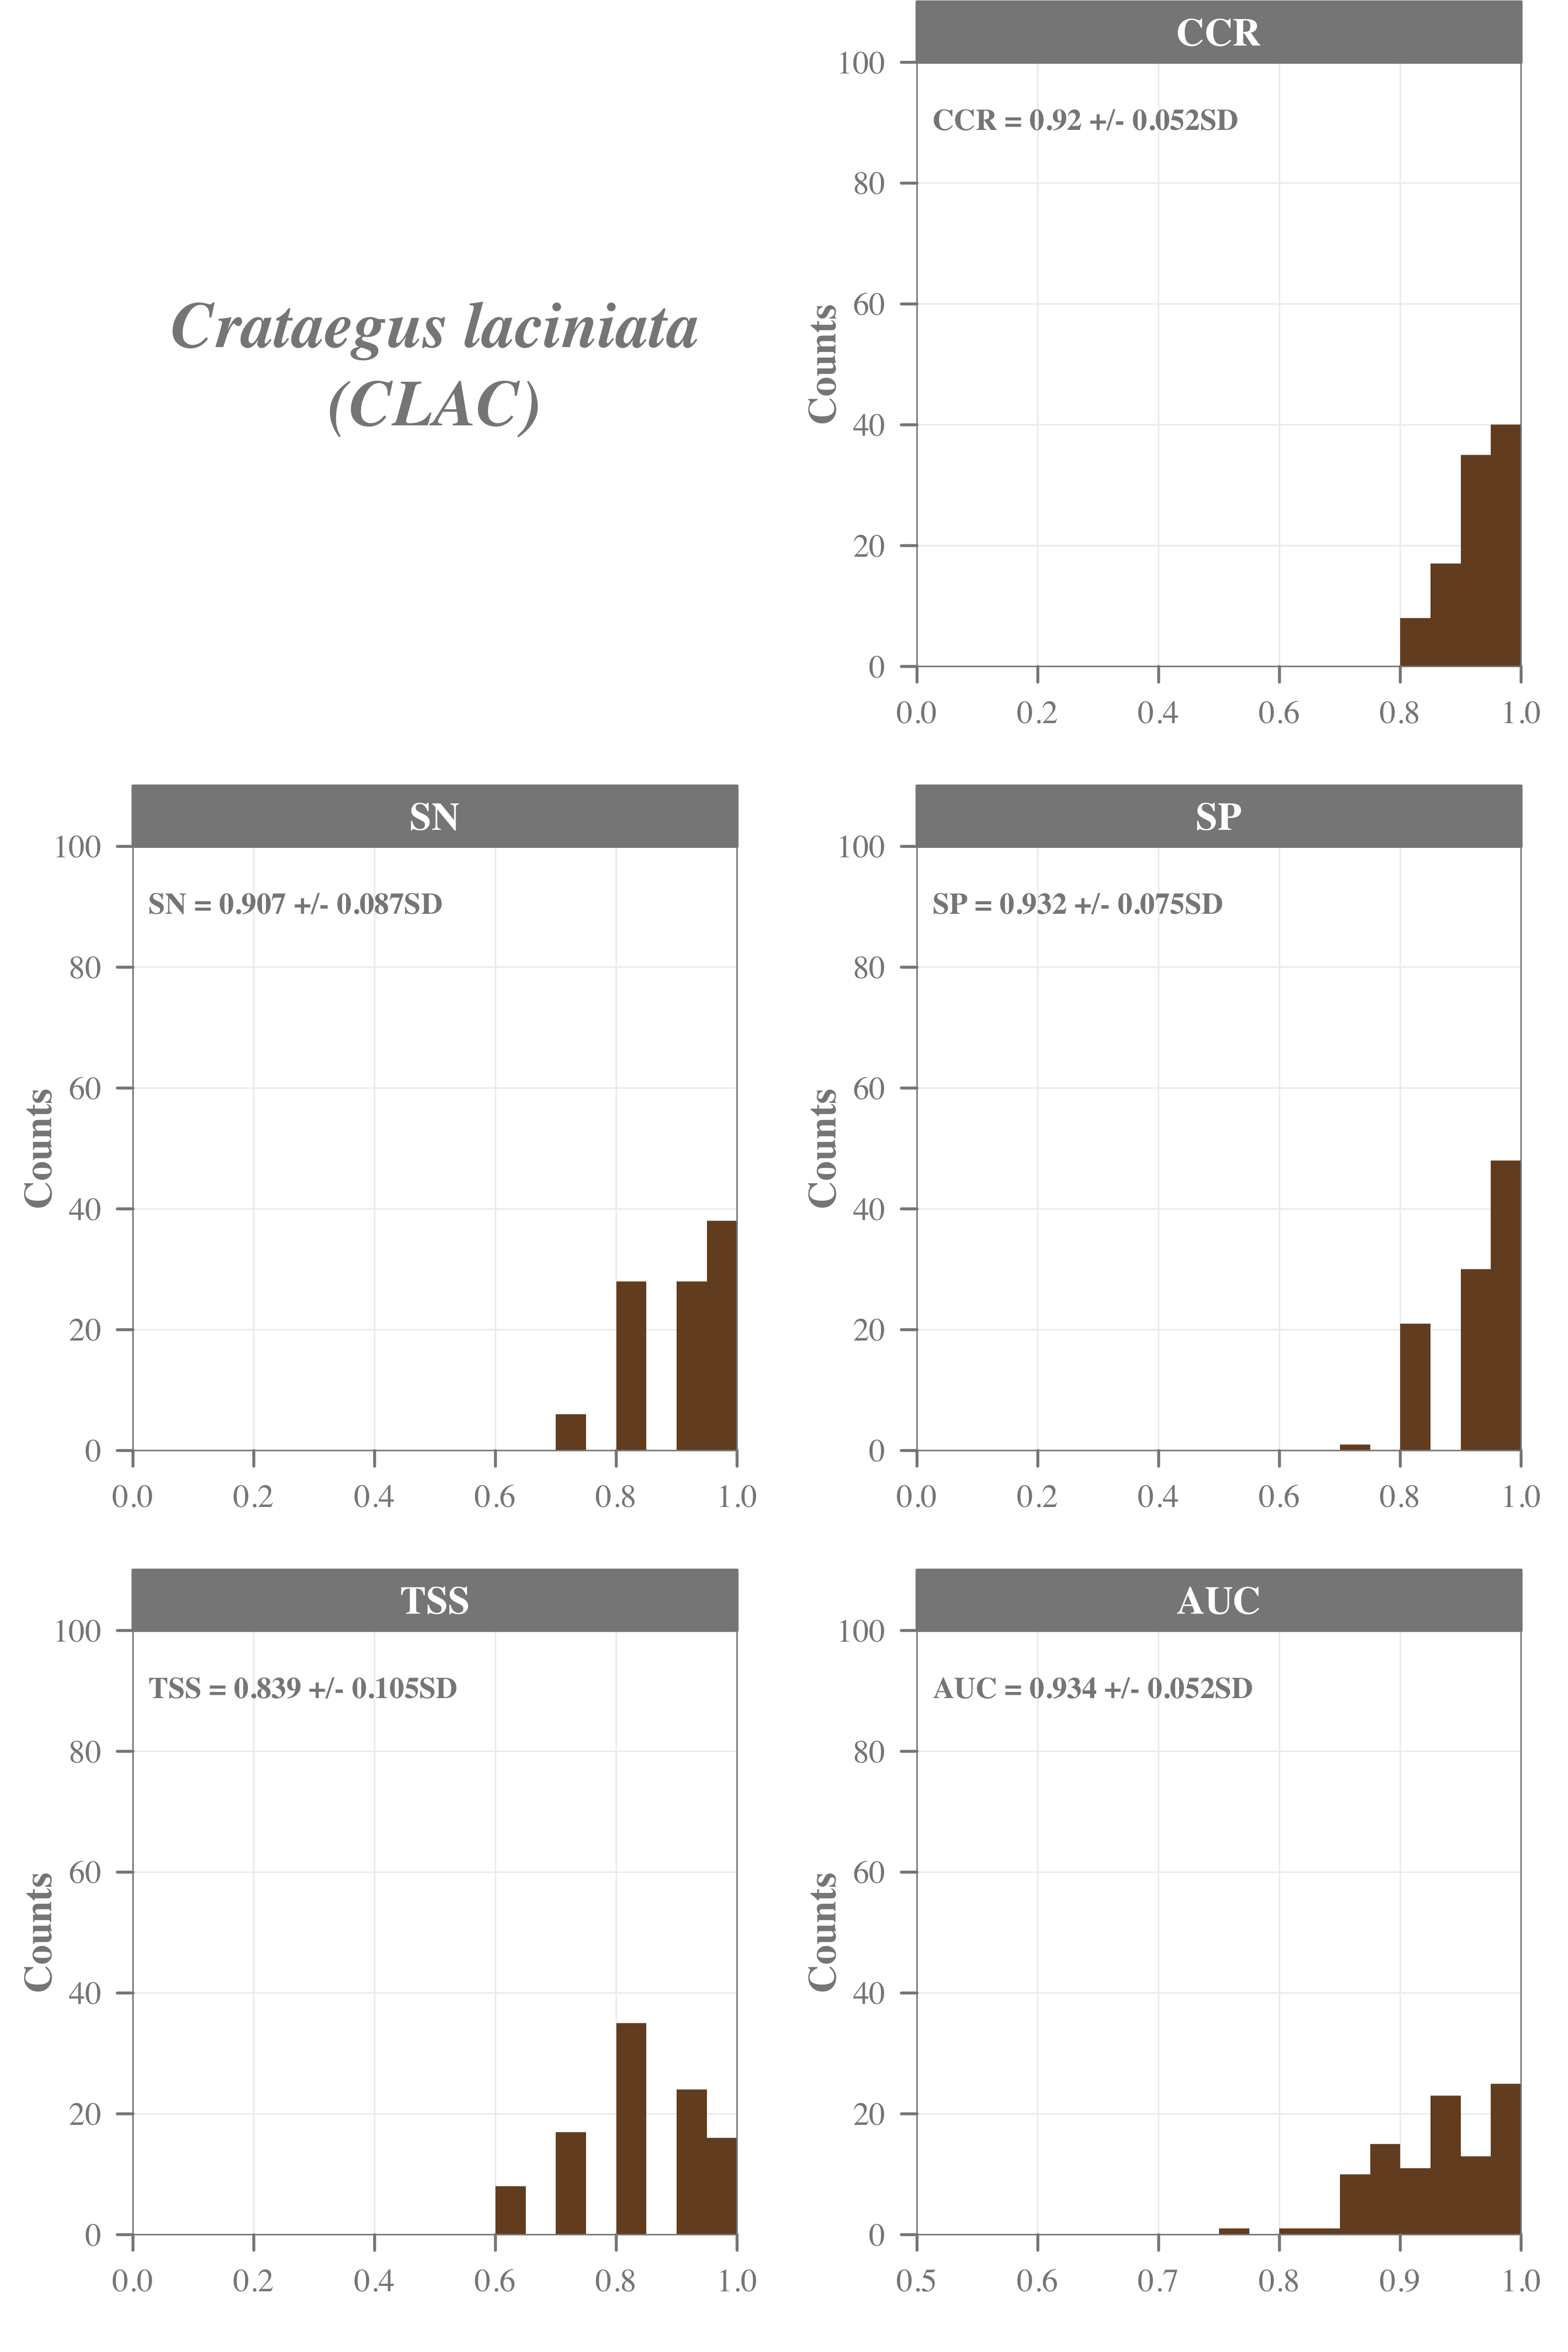 Crataegus laciniata
(CLAC)
CCR
CCR = 0.92 +/- 0.052SD
Counts
100
80
60
40
20
0
0.0 0.2 0.4 0.6 0.8 1.0
SN
SN = 0.907 +/- 0.087SD
Counts
100
80
60
40
20
0
0.0 0.2 0.4 0.6 0.8 1.0
SP
SP = 0.932 +/- 0.075SD
Counts
100
80
60
40
20
0
0.0 0.2 0.4 0.6 0.8 1.0
TSS
TSS = 0.839 +/- 0.105SD
Counts
100
80
60
40
20
0
0.0 0.2 0.4 0.6 0.8 1.0
AUC
AUC = 0.934 +/- 0.052SD
Counts
100
80
60
40
20
0
0.5 0.6 0.7 0.8 0.9 1.0